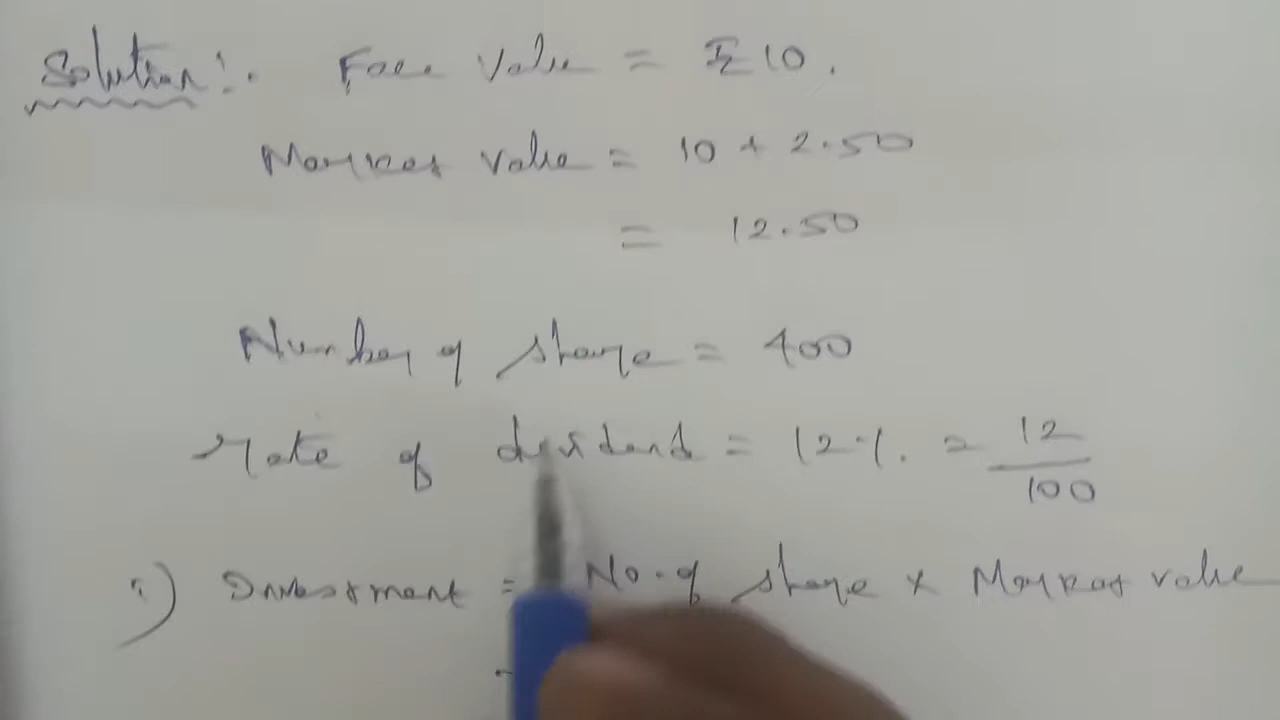 Solution:. Face Value = ₹ 10.
Market Value = 10 + 2.50
= 12.50
Number of share = 400
rate of dividend = 12%. = 12/100
i) Investment = No. of share × Market value